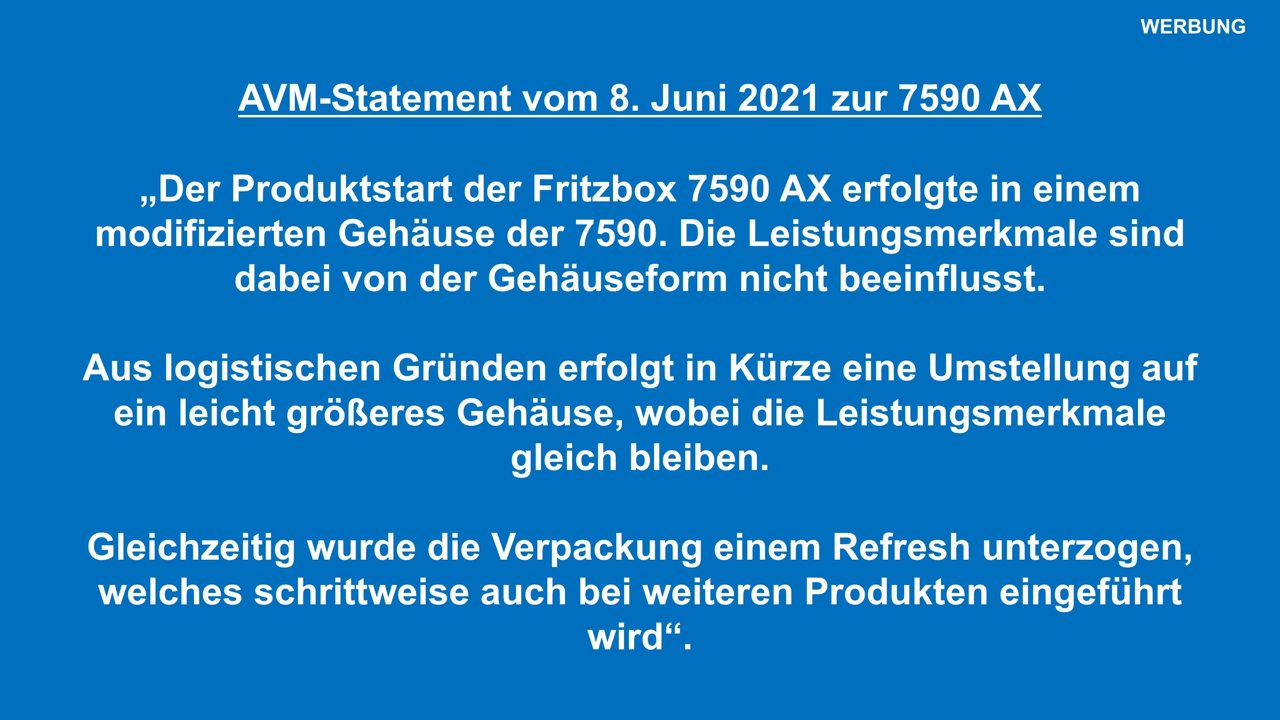 WERBUNG
AVM-Statement vom 8. Juni 2021 zur 7590 AX
„Der Produktstart der Fritzbox 7590 AX erfolgte in einem
modifizierten Gehäuse der 7590. Die Leistungsmerkmale sind
dabei von der Gehäuseform nicht beeinflusst.
Aus logistischen Gründen erfolgt in Kürze eine Umstellung auf
ein leicht größeres Gehäuse, wobei die Leistungsmerkmale
gleich bleiben.
Gleichzeitig wurde die Verpackung einem Refresh unterzogen,
welches schrittweise auch bei weiteren Produkten eingeführt
wird“.